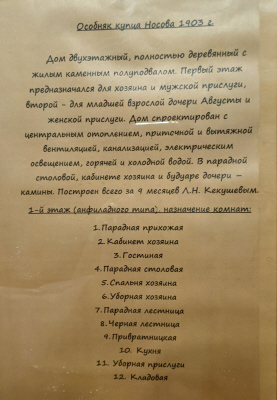 Особняк купца Носова 1903 г.
Дом двухэтажный, полностью деревянный с
жилым каменным полуподвалом. Первый этаж
предназначался для хозяина и мужской прислуги,
второй - для младшей взрослой дочери Августы и
женской прислуги. Дом спроектирован с
центральным отоплением, приточной и вытяжной
вентиляцией, канализацией, электрическим
освещением, горячей и холодной водой. В парадной
столовой, кабинете хозяина и будуаре дочери –
камины. Построен всего за 9 месяцев Л.Н. Кекушевым.
1-й этаж (анфиладного типа), назначение комнат:
1. Парадная прихожая
2. Кабинет хозяина
3. Гостиная
4. Парадная столовая
5. Спальня хозяина
6. Уборная хозяина
7. Парадная лестница
8. Черная лестница
9. Привратницкая
10. Кухня
11. Уборная прислуги
12. Кладовая